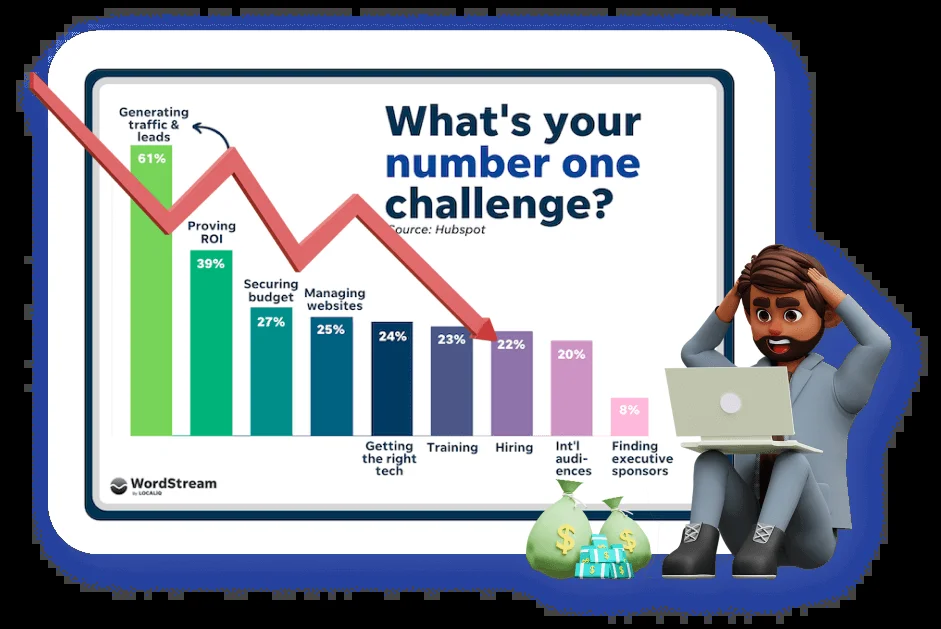 What's your
number one
challenge?
Source: Hubspot
Generating
traffic &
leads
61%
Proving
ROI
39%
Securing
budget
27%
Managing
websites
25%
24%
Getting
the right
tech
23%
Training
22%
Hiring
20%
Int'l
audi-
ences
8%
Finding
executive
sponsors
WordStream
by LOCALiQ
$
$
$
$
$